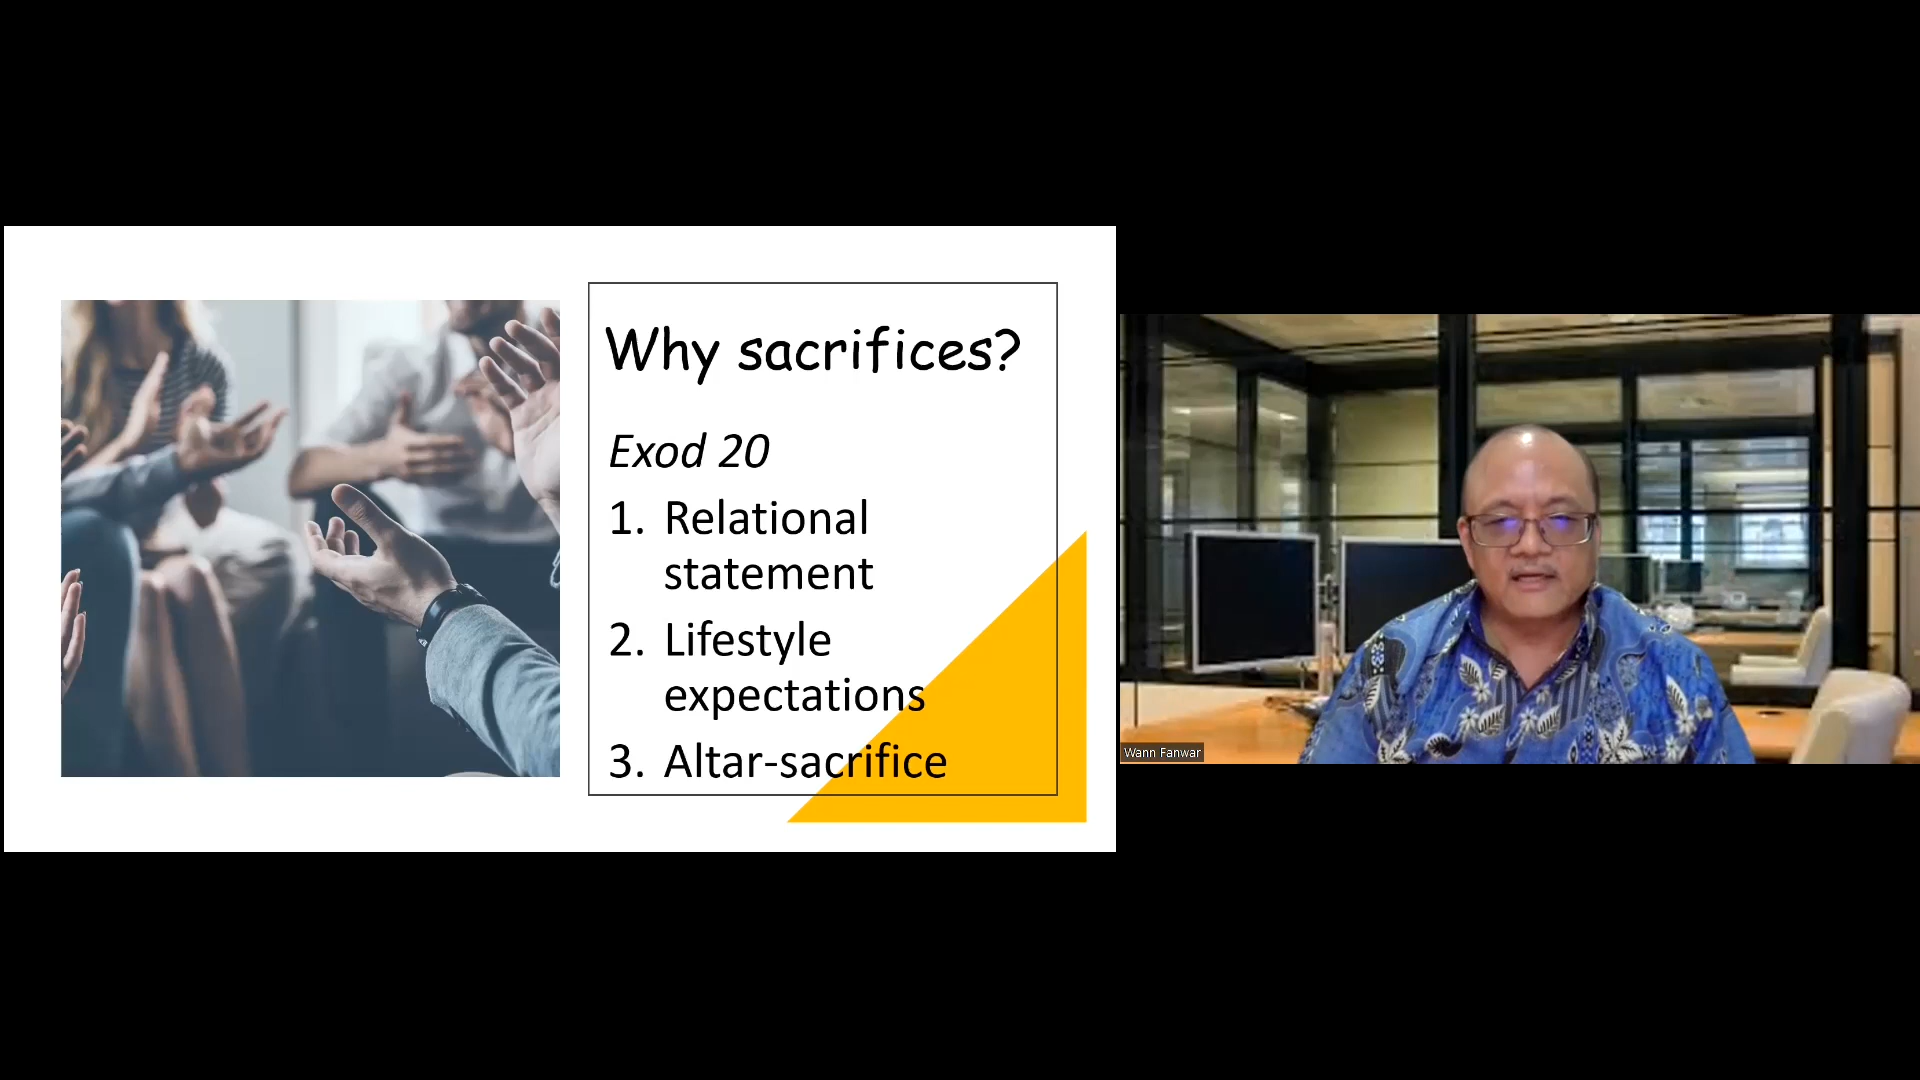 Why sacrifices?
Exod 20
1. Relational
statement
2. Lifestyle
expectations
3. Altar-sacrifice
Wann Fanwar